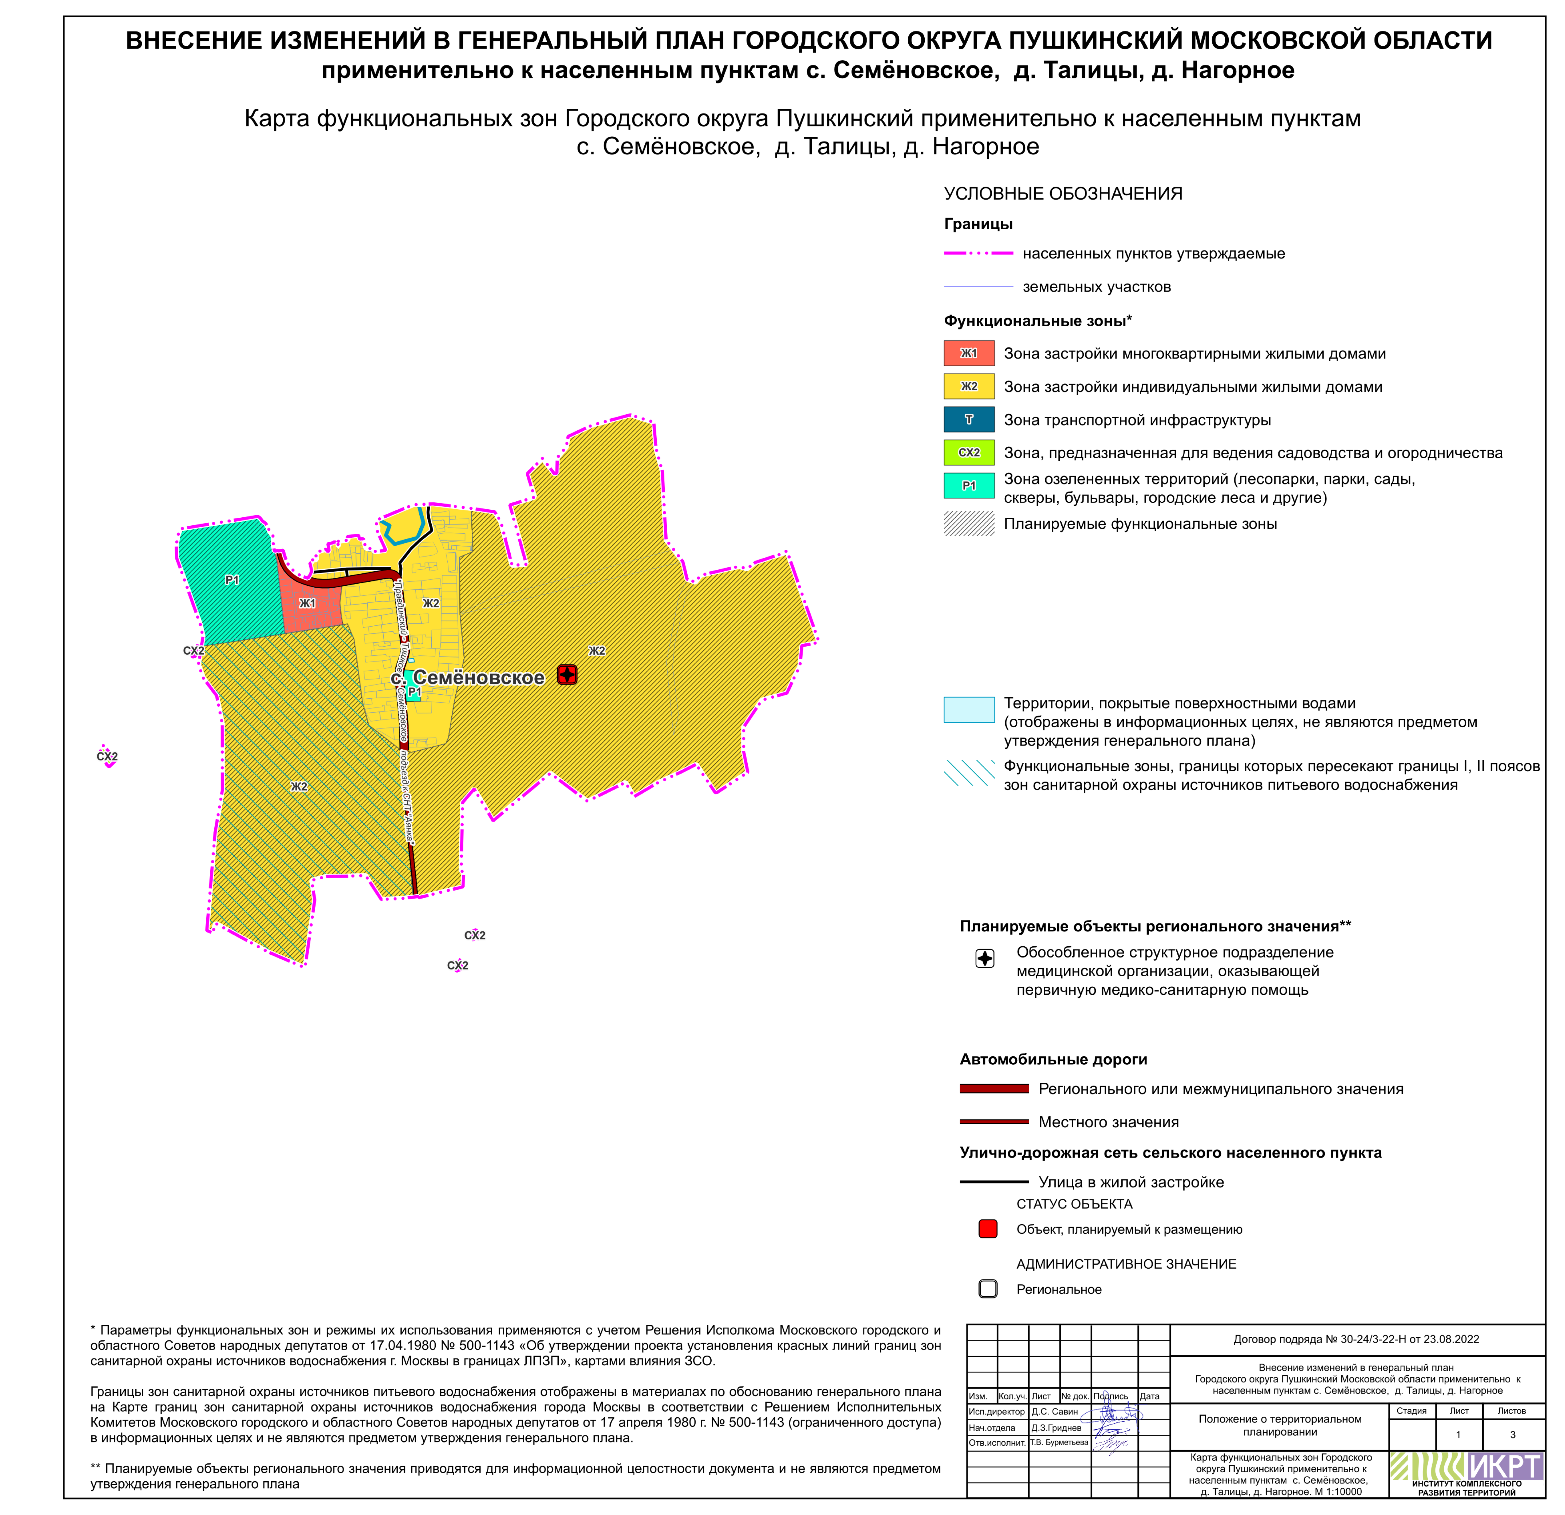 ВНЕСЕНИЕ ИЗМЕНЕНИЙ В ГЕНЕРАЛЬНЫЙ ПЛАН ГОРОДСКОГО ОКРУГА ПУШКИНСКИЙ МОСКОВСКОЙ ОБЛАСТИ
применительно к населенным пунктам с. Семёновское, д. Талицы, д. Нагорное
Карта функциональных зон Городского округа Пушкинский применительно к населенным пунктам
с. Семёновское, д. Талицы, д. Нагорное
УСЛОВНЫЕ ОБОЗНАЧЕНИЯ
Границы
населенных пунктов утверждаемые
земельных участков
Функциональные зоны*
Ж1 Зона застройки многоквартирными жилыми домами
Ж2 Зона застройки индивидуальными жилыми домами
Т Зона транспортной инфраструктуры
СХ2 Зона, предназначенная для ведения садоводства и огородничества
Р1 Зона озелененных территорий (лесопарки, парки, сады,
скверы, бульвары, городские леса и другие)
Планируемые функциональные зоны
Территории, покрытые поверхностными водами
(отображены в информационных целях, не являются предметом
утверждения генерального плана)
Функциональные зоны, границы которых пересекают границы I, II поясов
зон санитарной охраны источников питьевого водоснабжения
Планируемые объекты регионального значения**
Обособленное структурное подразделение
медицинской организации, оказывающей
первичную медико-санитарную помощь
Автомобильные дороги
Регионального или межмуниципального значения
Местного значения
Улично-дорожная сеть сельского населенного пункта
Улица в жилой застройке
СТАТУС ОБЪЕКТА
Объект, планируемый к размещению
АДМИНИСТРАТИВНОЕ ЗНАЧЕНИЕ
Региональное
Р1
Ж1
Ж2
СХ2
Ж2
с. Семёновское
Р1
СХ2
Ж2
СХ2
СХ2
* Параметры функциональных зон и режимы их использования применяются с учетом Решения Исполкома Московского городского и
областного Советов народных депутатов от 17.04.1980 № 500-1143 «Об утверждении проекта установления красных линий границ зон
санитарной охраны источников водоснабжения г. Москвы в границах ЛПЗП», картами влияния ЗСО.
Границы зон санитарной охраны источников питьевого водоснабжения отображены в материалах по обоснованию генерального плана
на Карте границ зон санитарной охраны источников водоснабжения города Москвы в соответствии с Решением Исполнительных
Комитетов Московского городского и областного Советов народных депутатов от 17 апреля 1980 г. № 500-1143 (ограниченного доступа)
в информационных целях и не являются предметом утверждения генерального плана.
** Планируемые объекты регионального значения приводятся для информационной целостности документа и не являются предметом
утверждения генерального плана
Договор подряда № 30-24/3-22-Н от 23.08.2022
Внесение изменений в генеральный план
Городского округа Пушкинский Московской области применительно к
населенным пунктам с. Семёновское, д. Талицы, д. Нагорное
Изм. Кол.уч. Лист № док. Подпись Дата
Исп.директор Д.С. Савин
Нач.отдела Д.З.Гриднев
Отв.исполнит. Т.В. Бурметьева
Положение о территориальном
планировании
Стадия Лист Листов
1 3
Карта функциональных зон Городского
округа Пушкинский применительно к
населенным пунктам с. Семёновское,
д. Талицы, д. Нагорное. М 1:10000
ИКРТ
ИНСТИТУТ КОМПЛЕКСНОГО
РАЗВИТИЯ ТЕРРИТОРИЙ